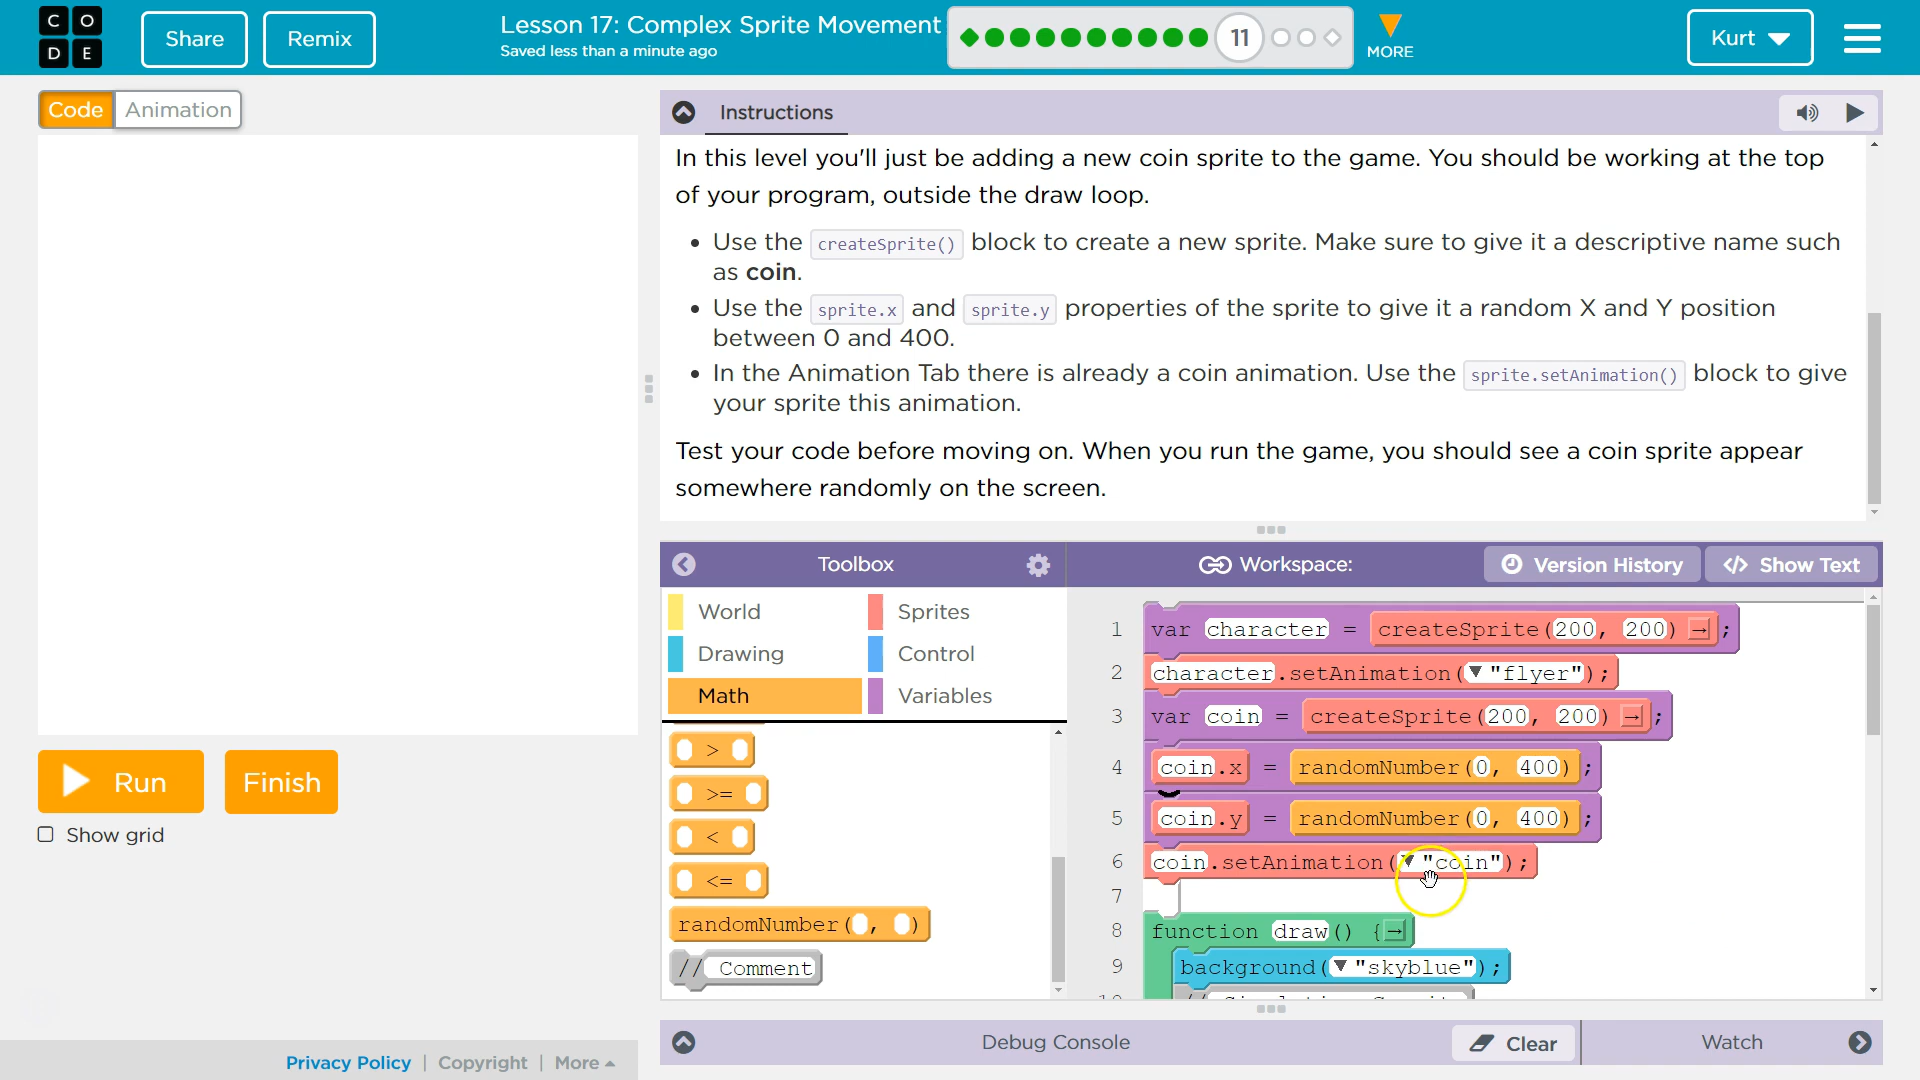 CODE
Share
Remix
Lesson 17: Complex Sprite Movement
Saved less than a minute ago
11
MORE
Kurt
Code
Animation
Instructions
In this level you'll just be adding a new coin sprite to the game. You should be working at the top
of your program, outside the draw loop.
Use the createSprite() block to create a new sprite. Make sure to give it a descriptive name such
as coin.
Use the sprite.x and sprite.y properties of the sprite to give it a random X and Y position
between 0 and 400.
In the Animation Tab there is already a coin animation. Use the sprite.setAnimation() block to give
your sprite this animation.
Test your code before moving on. When you run the game, you should see a coin sprite appear
somewhere randomly on the screen.
Toolbox
Workspace:
Version History
</> Show Text
World
Sprites
Drawing
Control
Math
Variables
>
>=
<
<=
randomNumber( , )
// Comment
1 var character = createSprite(200, 200) → ;
2 character.setAnimation(▼ "flyer");
3 var coin = createSprite(200, 200) → ;
4 coin.x = randomNumber(0, 400);
5 coin.y = randomNumber(0, 400);
6 coin.setAnimation(▼ "coin");
7
8 function draw() { →
9 background(▼ "skyblue");
Run
Finish
Show grid
Debug Console
Clear
Watch
Privacy Policy | Copyright | More